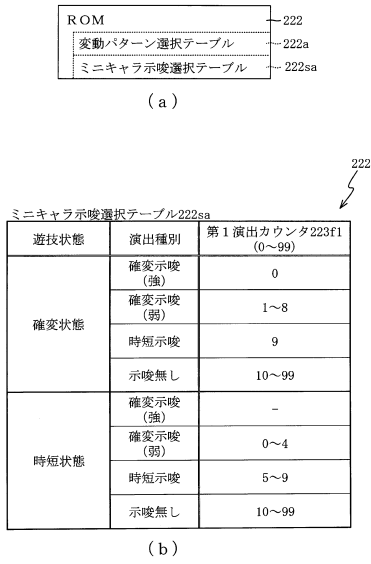 ROM
222
変動パターン選択テーブル
222a
ミニキャラ示唆選択テーブル
222sa
(a)
222
ミニキャラ示唆選択テーブル222sa
遊技状態 演出種別 第1演出カウンタ223f1
(0～99)
確変状態
確変示唆
(強)
0
確変示唆
(弱)
1～8
時短示唆 9
示唆無し 10～99
時短状態
確変示唆
(強)
-
確変示唆
(弱)
0～4
時短示唆 5～9
示唆無し 10～99
(b)